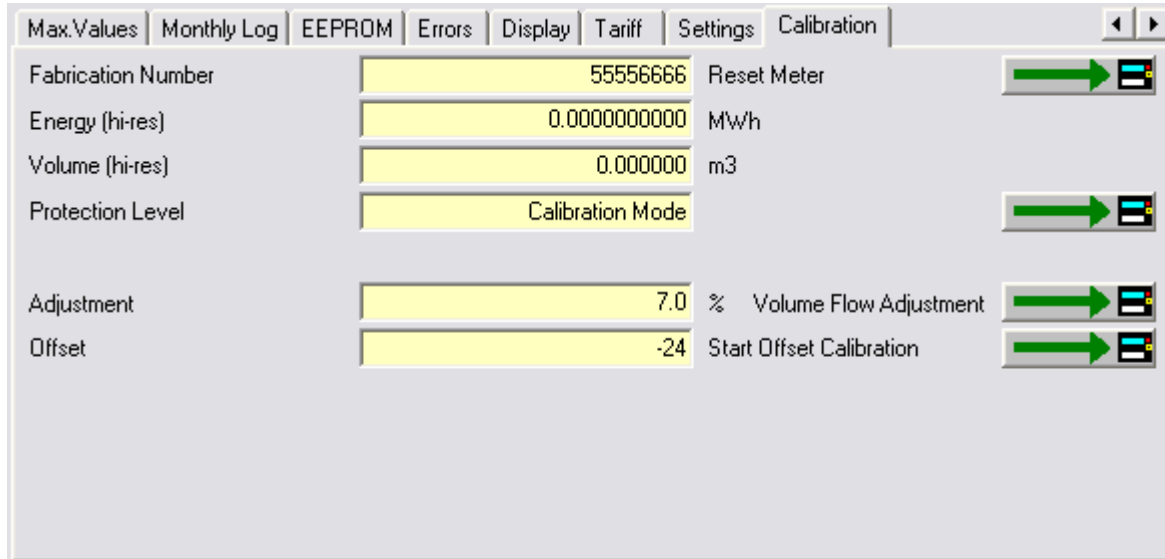 Max.Values Monthly Log EEPROM Errors Display Tariff Settings Calibration
Fabrication Number 55556666 Reset Meter
Energy (hi-res) 0.0000000000 MWh
Volume (hi-res) 0.000000 m3
Protection Level Calibration Mode
Adjustment 7.0 % Volume Flow Adjustment
Offset -24 Start Offset Calibration